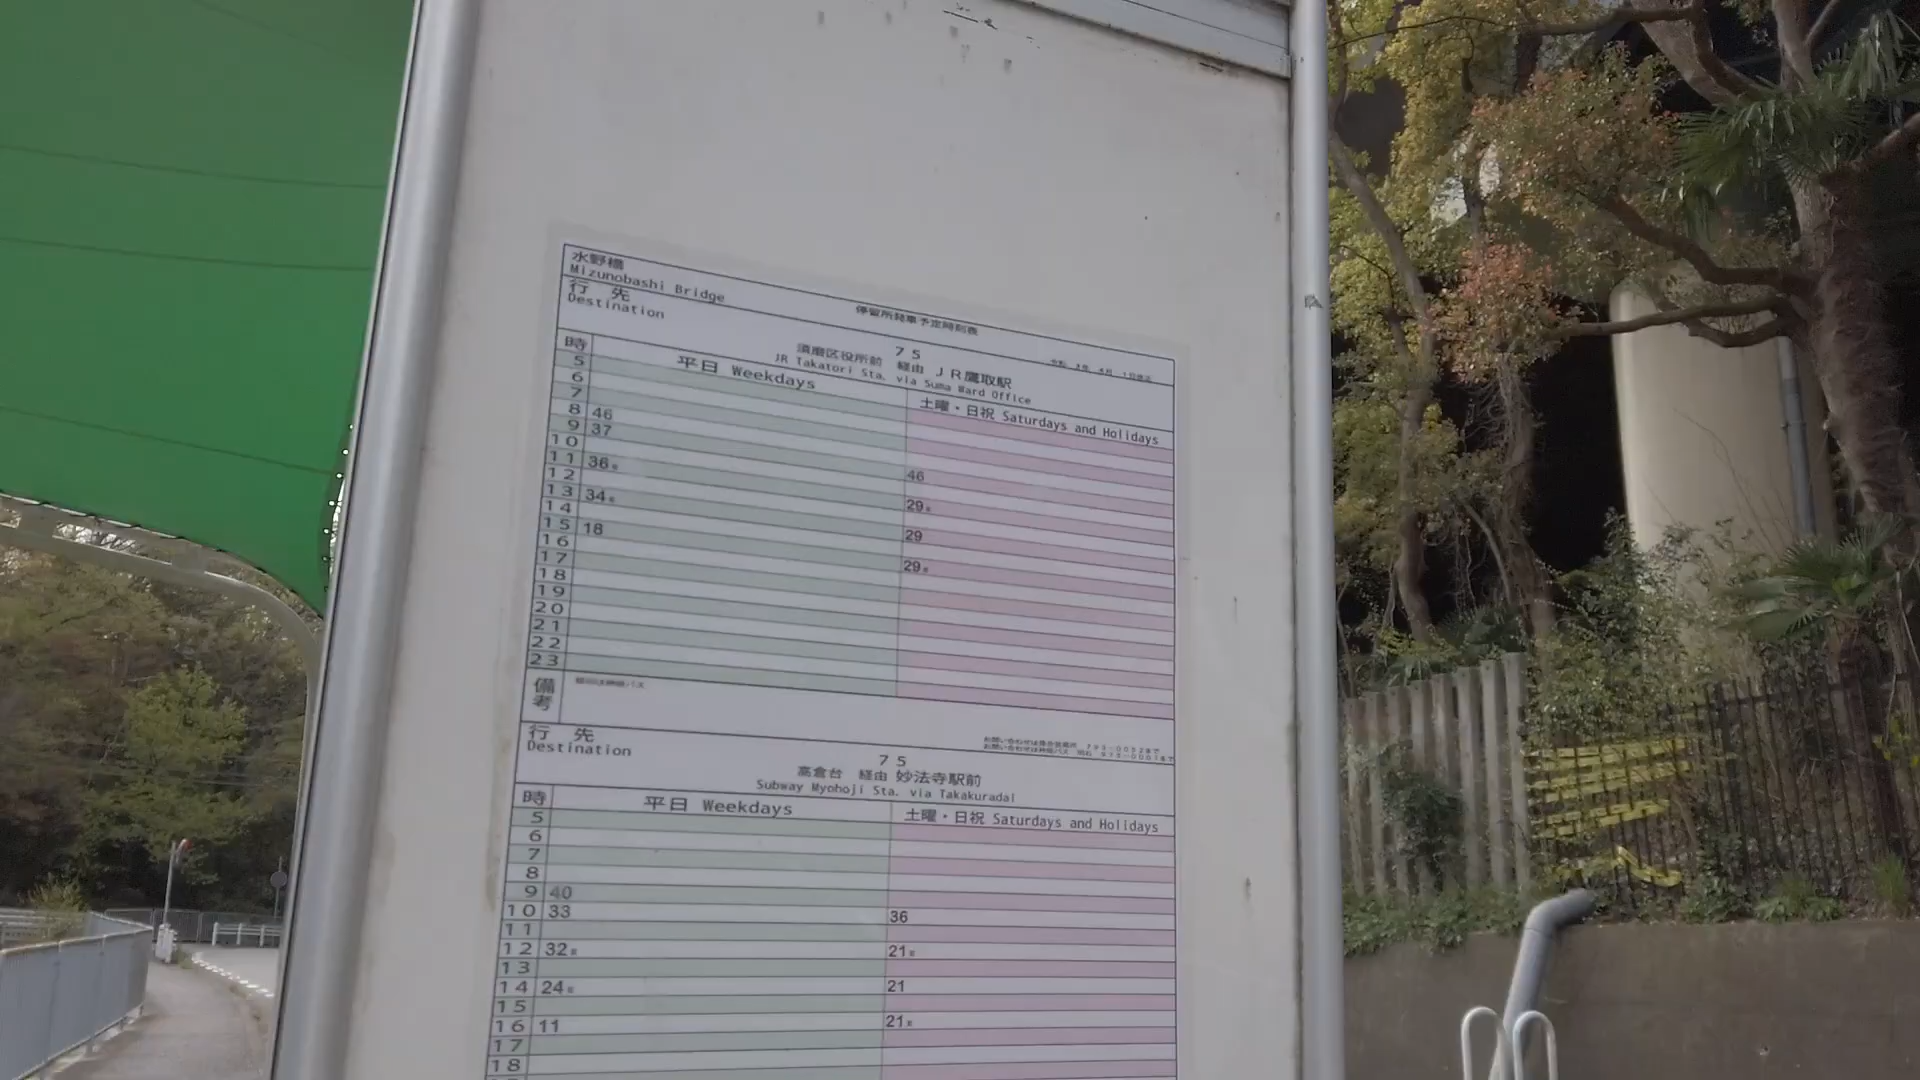 水野橋
Mizunobashi Bridge
停留所発車予定時刻表
行 先
Destination
75
須磨区役所前 経由 JR鷹取駅
JR Takatori Sta. via Suma Ward Office
時 平日 Weekdays 土曜・日祝 Saturdays and Holidays
5
6
7
8 46
9 37
10 46
11 36
12 29
13 34
14 29
15 18
16 29
17
18
19
20
21
22
23
備考
行 先
Destination
75
高倉台 経由 妙法寺駅前
Subway Myohoji Sta. via Takakuradai
時 平日 Weekdays 土曜・日祝 Saturdays and Holidays
5
6
7
8
9 40
10 33 36
11
12 32 21
13
14 24 21
15
16 11 21
17
18